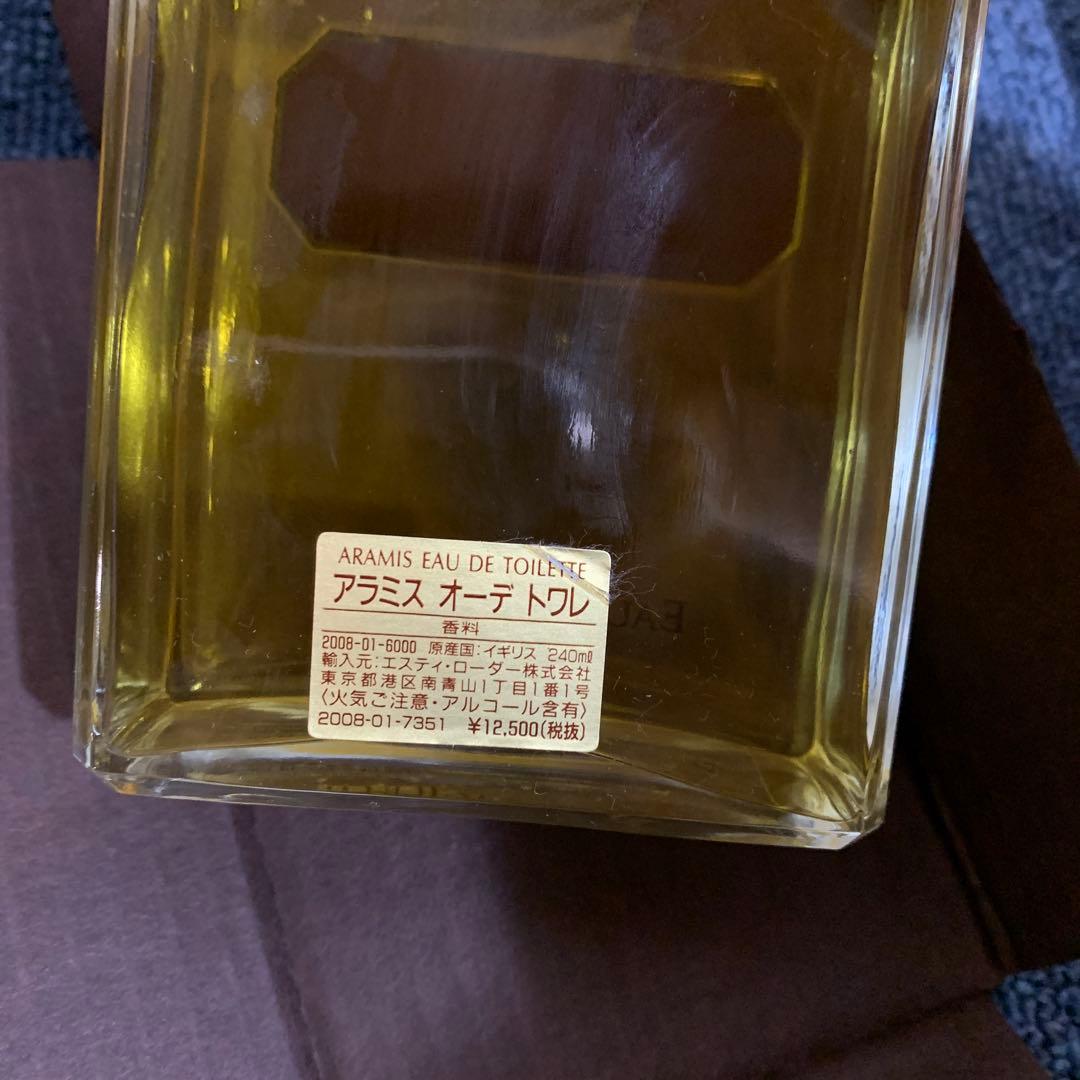 ARAMIS EAU DE TOILETTE
アラミス オーデ トワレ
香料
2008-01-6000 原産国:イギリス 240㎖
輸入元:エスティ・ローダー株式会社
東京都港区南青山1丁目1番1号
〈火気ご注意・アルコール含有〉
2008-01-7351 ¥12,500(税抜)
EAU